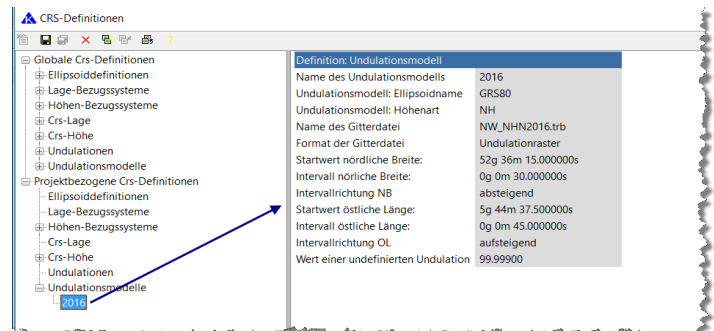 CRS-Definitionen
Globale Crs-Definitionen
Ellipsoiddefinitionen
Lage-Bezugssysteme
Höhen-Bezugssysteme
Crs-Lage
Crs-Höhe
Undulationen
Undulationsmodelle
Projektbezogene Crs-Definitionen
Ellipsoiddefinitionen
Lage-Bezugssysteme
Höhen-Bezugssysteme
Crs-Lage
Crs-Höhe
Undulationen
Undulationsmodelle
2016
Definition: Undulationsmodell
Name des Undulationsmodells 2016
Undulationsmodell: Ellipsoidname GRS80
Undulationsmodell: Höhenart NH
Name des Gitterdatei NW_NHN2016.trb
Format der Gitterdatei Undulationraster
Startwert nördliche Breite: 52g 36m 15.000000s
Intervall nörliche Breite: 0g 0m 30.000000s
Intervallrichtung NB absteigend
Startwert östliche Länge: 5g 44m 37.500000s
Intervall östliche Länge: 0g 0m 45.000000s
Intervallrichtung OL aufsteigend
Wert einer undefinierten Undulation 99.99900